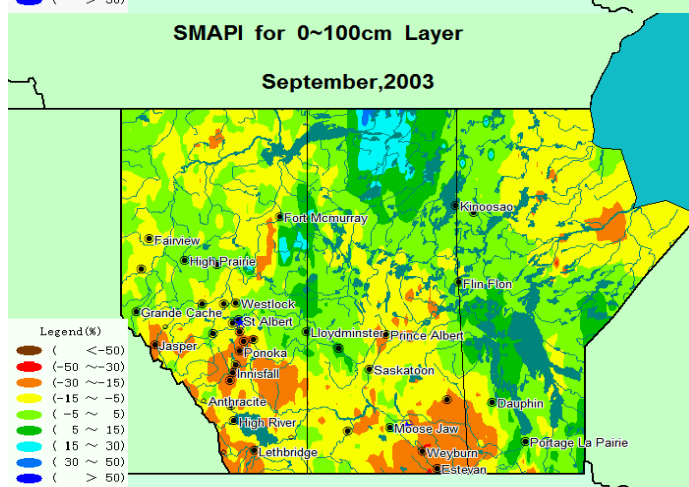 ( > 50)
SMAPI for 0~100cm Layer
September,2003
Kinoosao
Fort Mcmurray
Fairview
High Prairie
Flin Flon
Westlock
Grande Cache
St Albert
Lloydminster
Prince Albert
Jasper
Ponoka
Saskatoon
Innisfall
Anthracite
Dauphin
High River
Moose Jaw
Portage La Pairie
Lethbridge
Weyburn
Estevan
Legend(%)
( <-50)
(-50 ~-30)
(-30 ~-15)
(-15 ~ -5)
( -5 ~ 5)
( 5 ~ 15)
( 15 ~ 30)
( 30 ~ 50)
( > 50)